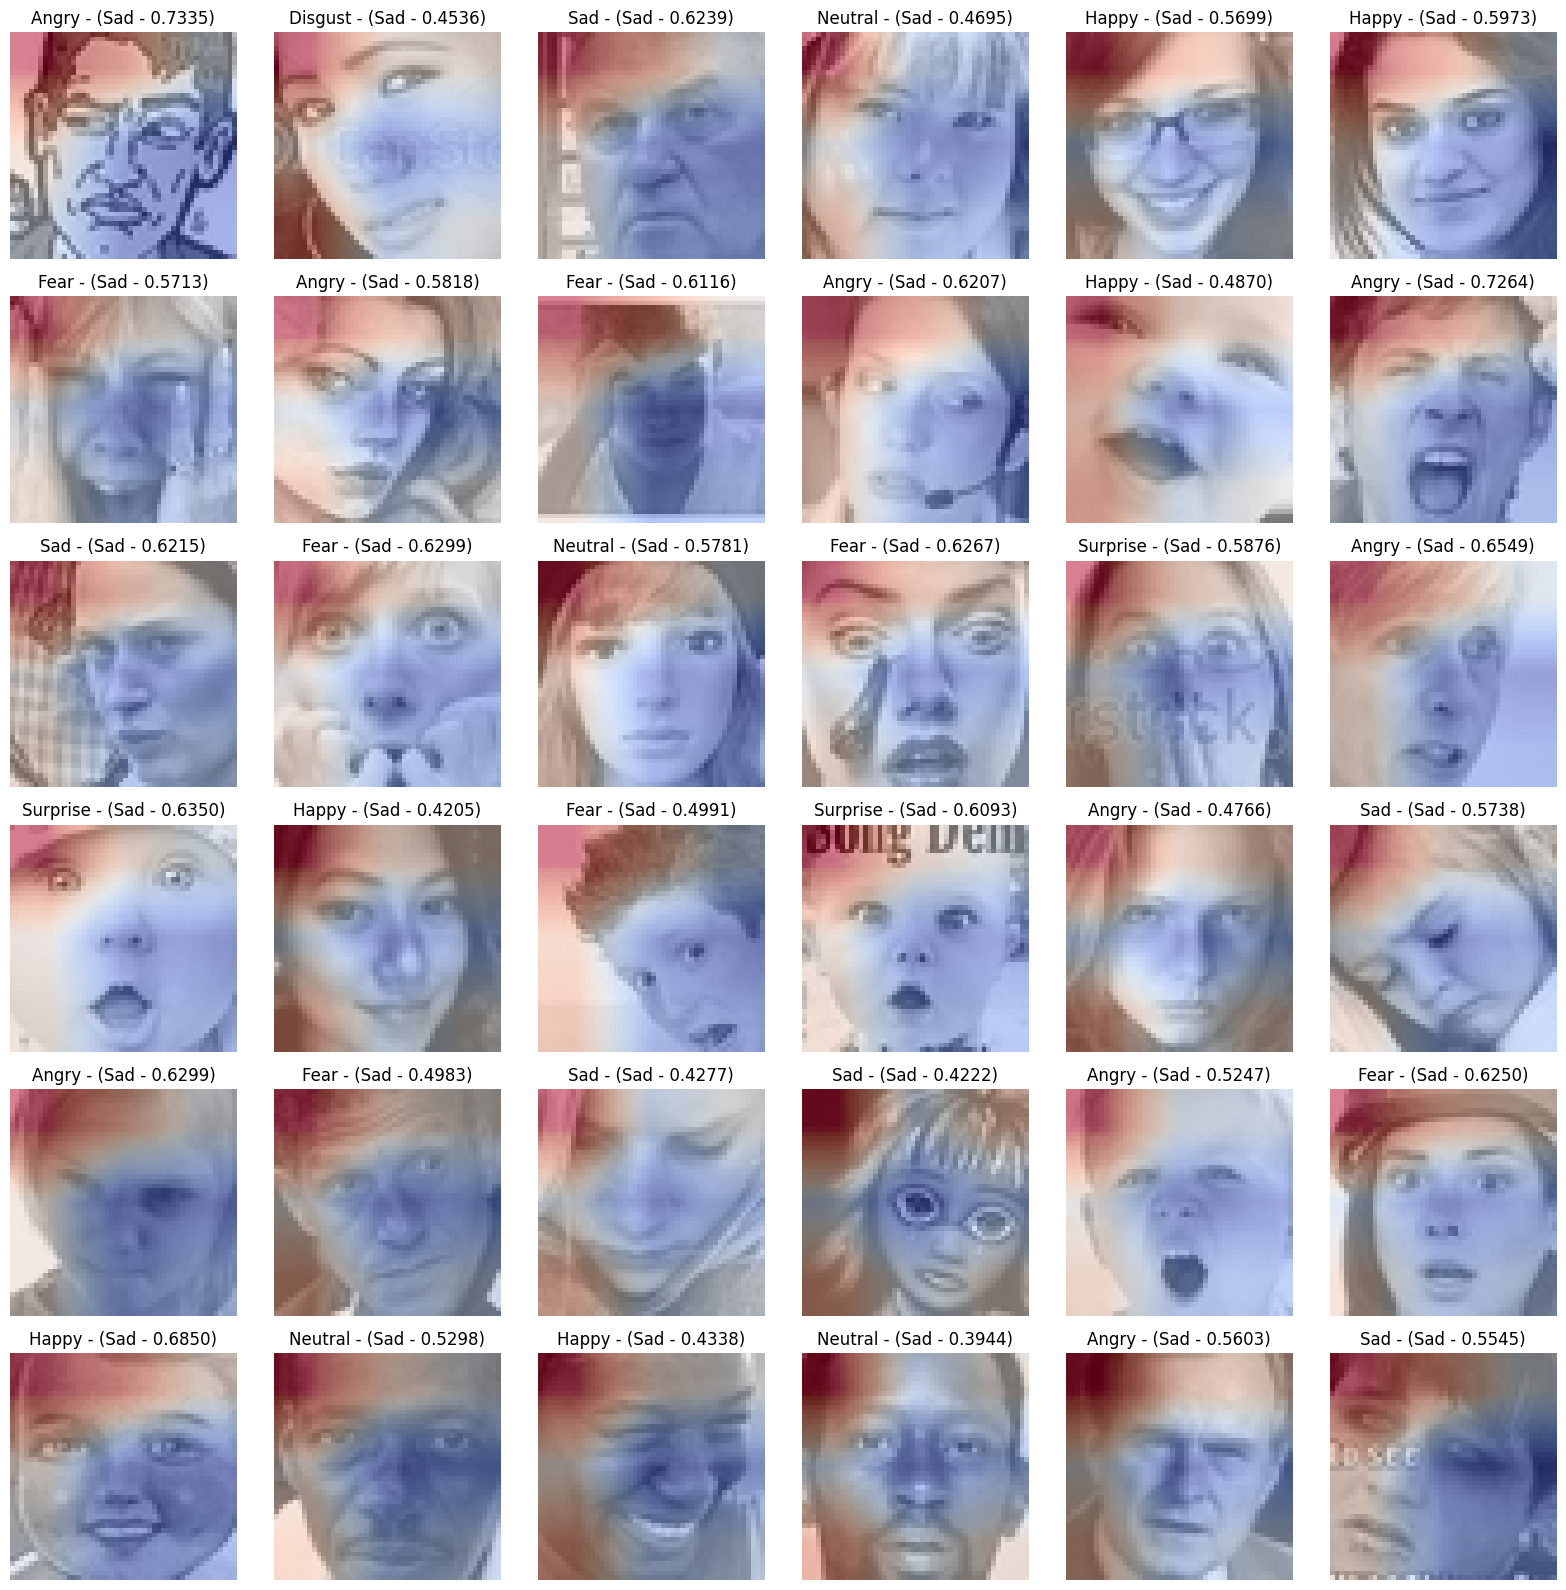 Angry - (Sad - 0.7335)
Disgust - (Sad - 0.4536)
Sad - (Sad - 0.6239)
Neutral - (Sad - 0.4695)
Happy - (Sad - 0.5699)
Happy - (Sad - 0.5973)
Fear - (Sad - 0.5713)
Angry - (Sad - 0.5818)
Fear - (Sad - 0.6116)
Angry - (Sad - 0.6207)
Happy - (Sad - 0.4870)
Angry - (Sad - 0.7264)
Sad - (Sad - 0.6215)
Fear - (Sad - 0.6299)
Neutral - (Sad - 0.5781)
Fear - (Sad - 0.6267)
Surprise - (Sad - 0.5876)
Angry - (Sad - 0.6549)
rstock
Surprise - (Sad - 0.6350)
Happy - (Sad - 0.4205)
Fear - (Sad - 0.4991)
Surprise - (Sad - 0.6093)
Angry - (Sad - 0.4766)
Sad - (Sad - 0.5738)
Song Dem
Angry - (Sad - 0.6299)
Fear - (Sad - 0.4983)
Sad - (Sad - 0.4277)
Sad - (Sad - 0.4222)
Angry - (Sad - 0.5247)
Fear - (Sad - 0.6250)
Happy - (Sad - 0.6850)
Neutral - (Sad - 0.5298)
Happy - (Sad - 0.4338)
Neutral - (Sad - 0.3944)
Angry - (Sad - 0.5603)
Sad - (Sad - 0.5545)